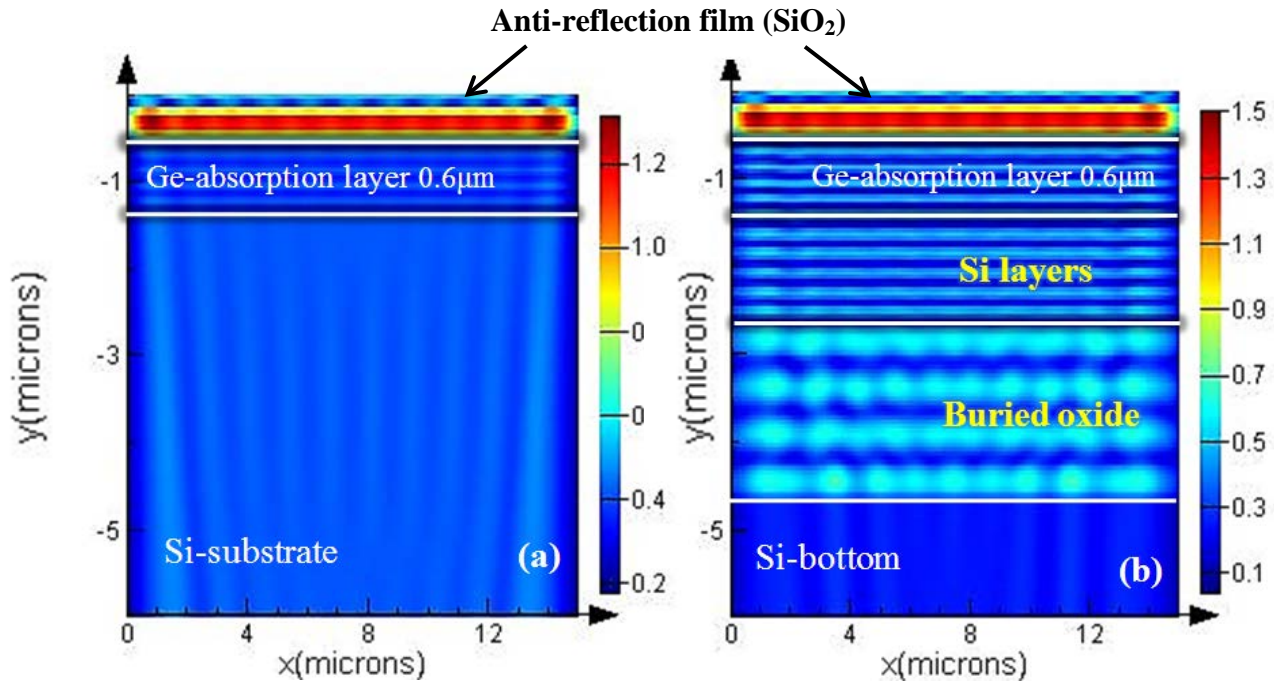 Anti-reflection film (SiO₂)
Ge-absorption layer 0.6μm
Si-substrate
(a)
y(microns)
-1
-3
-5
0
4
8
12
x(microns)
1.2
1.0
0
0
0.4
0.2
Ge-absorption layer 0.6μm
Si layers
Buried oxide
Si-bottom
(b)
y(microns)
-1
-3
-5
0
4
8
12
x(microns)
1.5
1.3
1.1
0.9
0.7
0.5
0.3
0.1